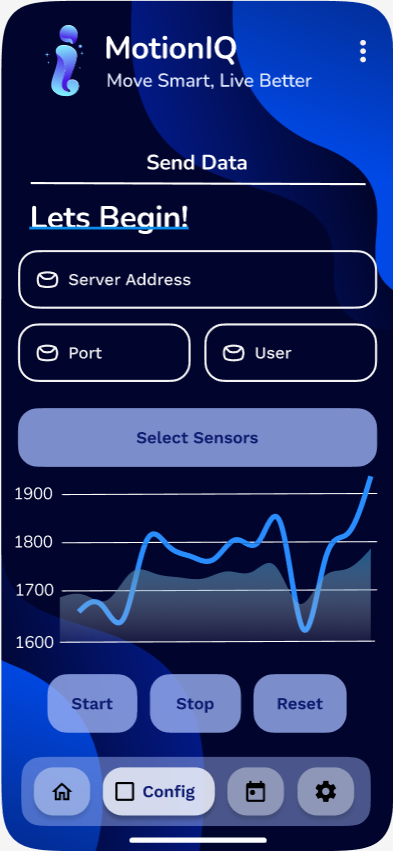 MotionIQ
Move Smart, Live Better
Send Data
Lets Begin!
Server Address
Port User
Select Sensors
1900
1800
1700
1600
Start Stop Reset
Config